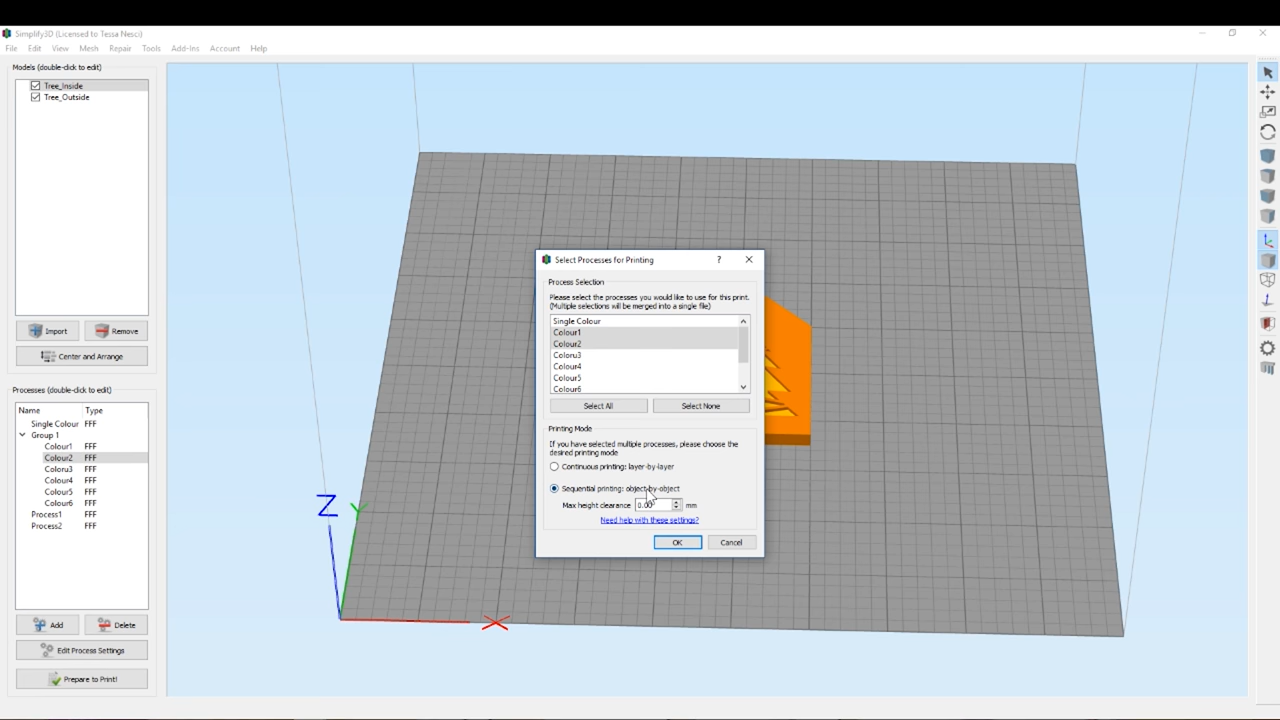 Simplify3D (Licensed to Tessa Nesci)
File Edit View Mesh Repair Tools Add-Ins Account Help
Models (double-click to edit)
Tree_Inside
Tree_Outside
Import Remove
Center and Arrange
Processes (double-click to edit)
Name Type
Single Colour FFF
Group 1
Colour1 FFF
Colour2 FFF
Coloru3 FFF
Colour4 FFF
Colour5 FFF
Colour6 FFF
Process1 FFF
Process2 FFF
Add Delete
Edit Process Settings
Prepare to Print!
Z
Select Processes for Printing ?
Process Selection
Please select the processes you would like to use for this print.
(Multiple selections will be merged into a single file)
Single Colour
Colour1
Colour2
Coloru3
Colour4
Colour5
Colour6
Select All Select None
Printing Mode
If you have selected multiple processes, please choose the
desired printing mode
Continuous printing: layer-by-layer
Sequential printing: object-by-object
Max height clearance 0.00 mm
Need help with these settings?
OK Cancel
Y
X